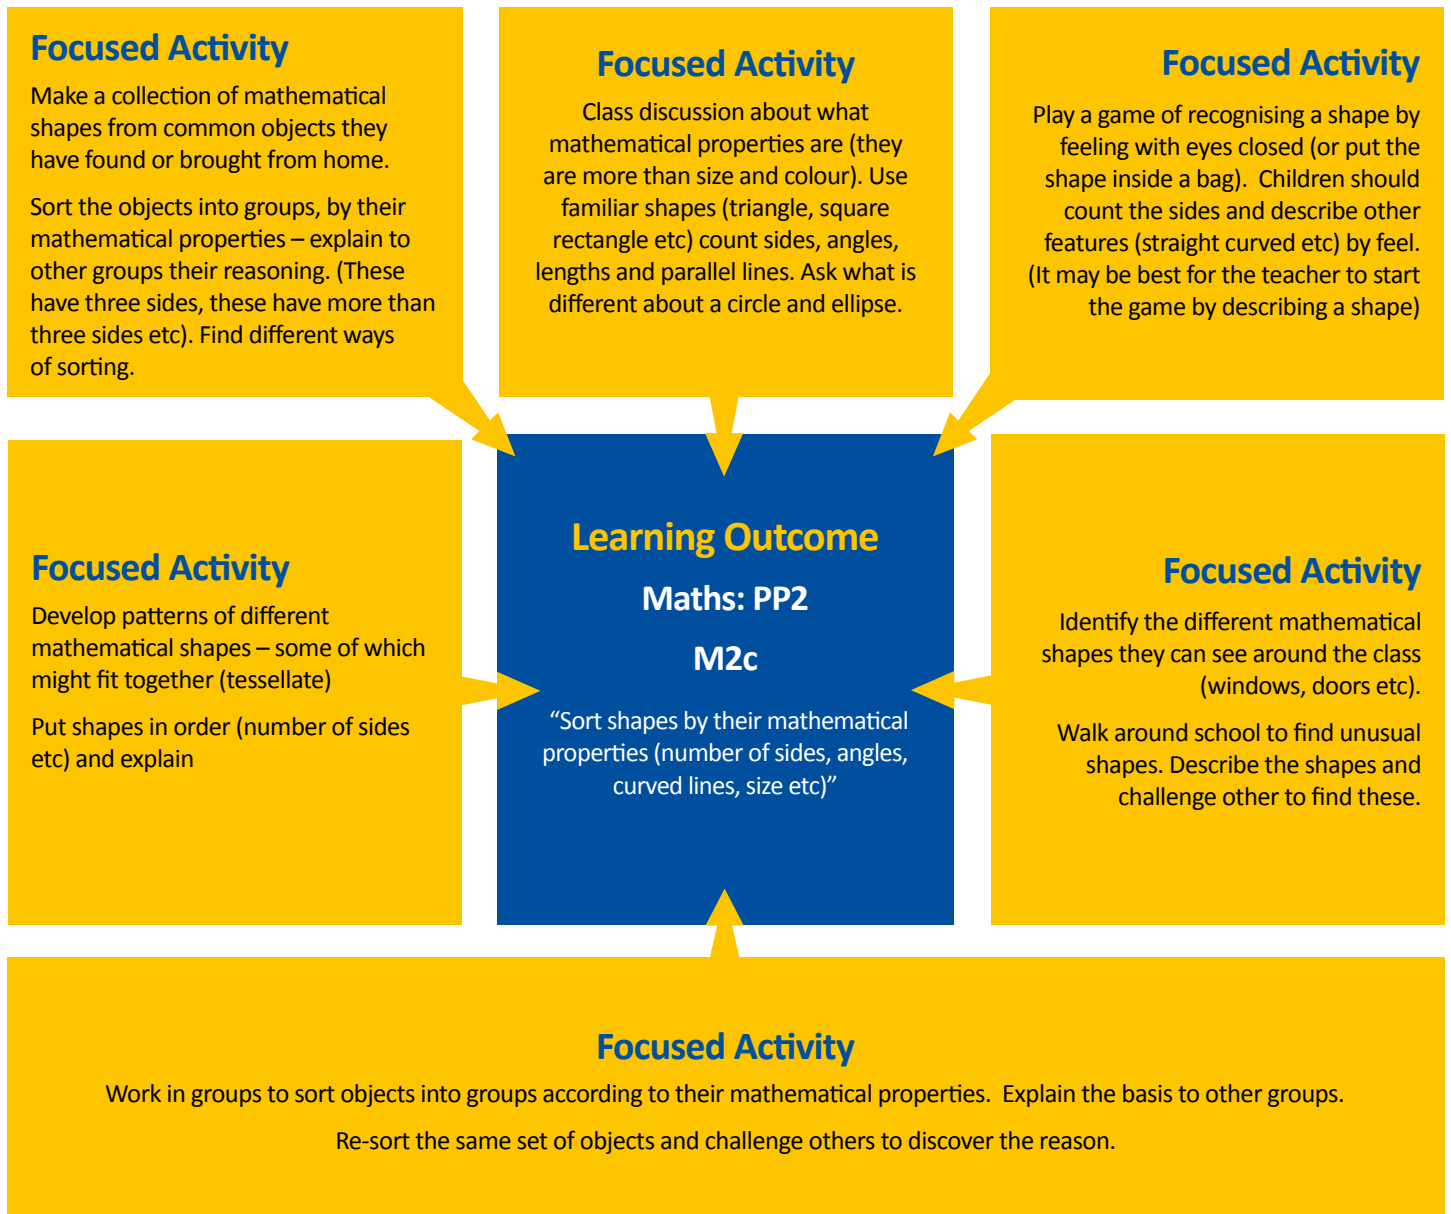 Focused Activity
Make a collection of mathematical
shapes from common objects they
have found or brought from home.
Sort the objects into groups, by their
mathematical properties – explain to
other groups their reasoning. (These
have three sides, these have more than
three sides etc). Find different ways
of sorting.
Focused Activity
Class discussion about what
mathematical properties are (they
are more than size and colour). Use
familiar shapes (triangle, square
rectangle etc) count sides, angles,
lengths and parallel lines. Ask what is
different about a circle and ellipse.
Focused Activity
Play a game of recognising a shape by
feeling with eyes closed (or put the
shape inside a bag).  Children should
count the sides and describe other
features (straight curved etc) by feel.
(It may be best for the teacher to start
the game by describing a shape)
Focused Activity
Develop patterns of different
mathematical shapes – some of which
might fit together (tessellate)
Put shapes in order (number of sides
etc) and explain
Learning Outcome
Maths: PP2
M2c
“Sort shapes by their mathematical
properties (number of sides, angles,
curved lines, size etc)”
Focused Activity
Identify the different mathematical
shapes they can see around the class
(windows, doors etc).
Walk around school to find unusual
shapes. Describe the shapes and
challenge other to find these.
Focused Activity
Work in groups to sort objects into groups according to their mathematical properties.  Explain the basis to other groups.
Re-sort the same set of objects and challenge others to discover the reason.